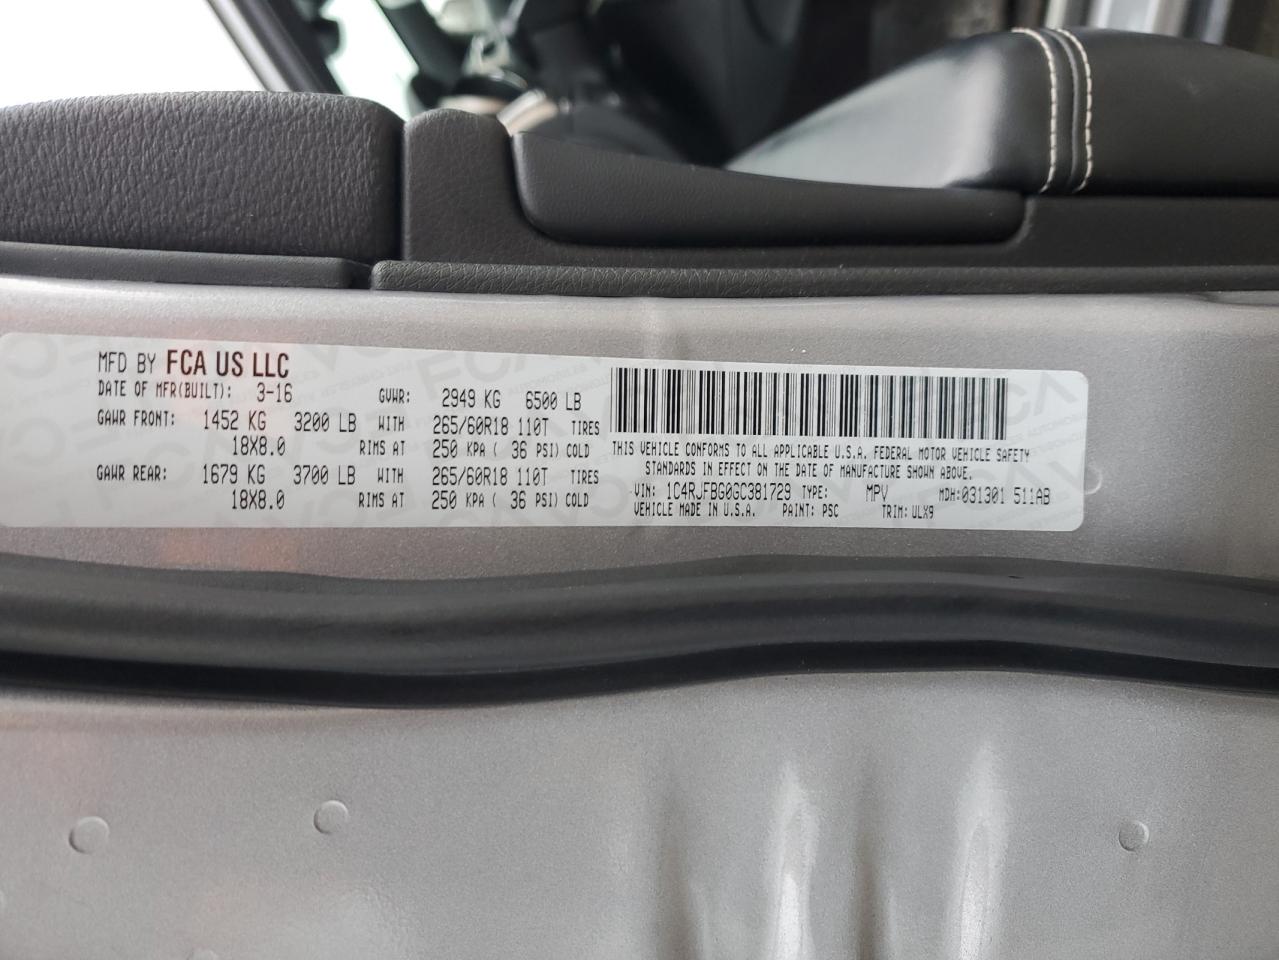 MFD BY FCA US LLC
DATE OF MFR(BUILT): 3-16 GVWR: 2949 KG 6500 LB
GAWR FRONT: 1452 KG 3200 LB WITH 265/60R18 110T TIRES
18X8.0 RIMS AT 250 KPA ( 36 PSI) COLD
GAWR REAR: 1679 KG 3700 LB WITH 265/60R18 110T TIRES
18X8.0 RIMS AT 250 KPA ( 36 PSI) COLD
THIS VEHICLE CONFORMS TO ALL APPLICABLE U.S.A. FEDERAL MOTOR VEHICLE SAFETY
STANDARDS IN EFFECT ON THE DATE OF MANUFACTURE SHOWN ABOVE.
VIN: 1C4RJFBG0GC381729 TYPE: MPV MDH:031301 511AB
VEHICLE MADE IN U.S.A. PAINT: PSC TRIM: ULX9